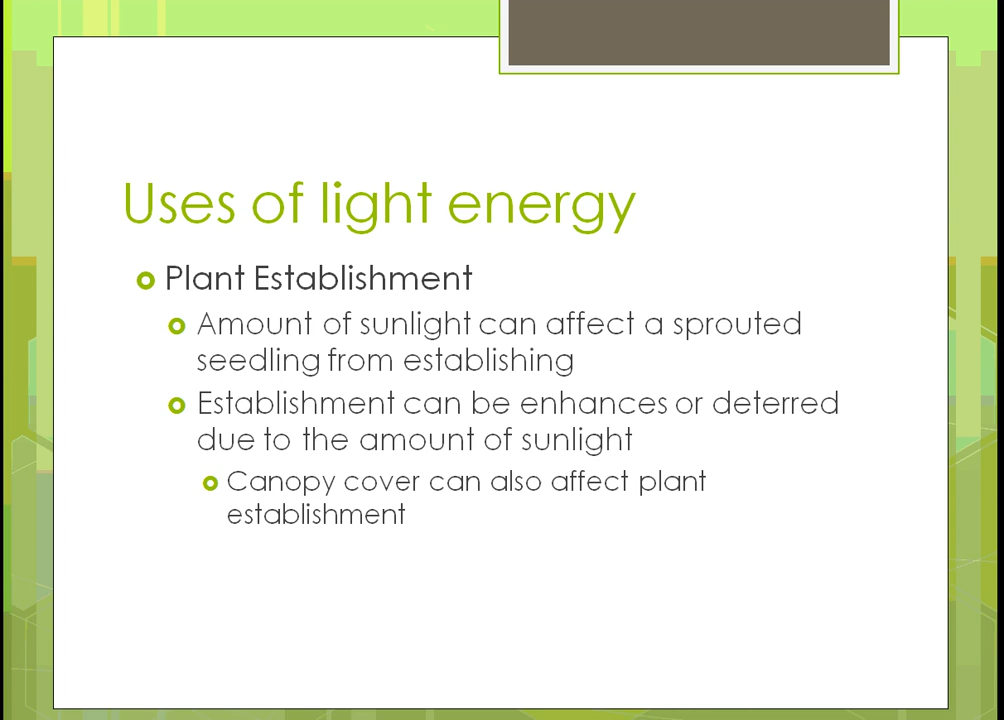 Uses of light energy
Plant Establishment
Amount of sunlight can affect a sprouted
seedling from establishing
Establishment can be enhances or deterred
due to the amount of sunlight
Canopy cover can also affect plant
establishment